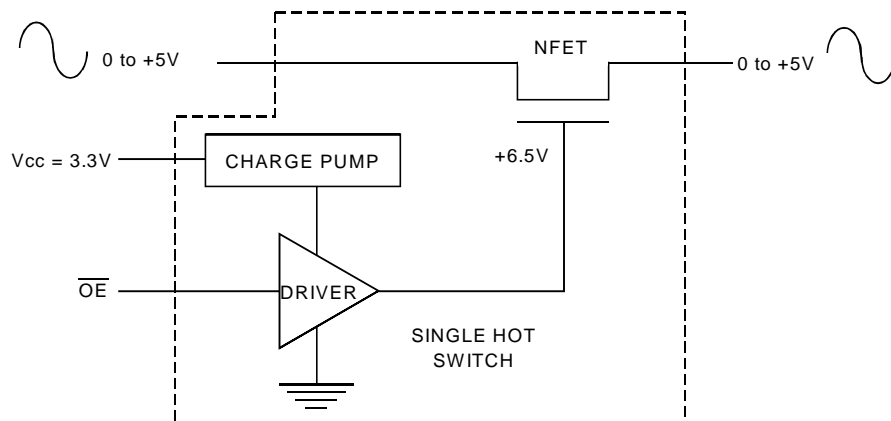 NFET
0 to +5V
0 to +5V
Vcc = 3.3V
CHARGE PUMP
+6.5V
OE
DRIVER
SINGLE HOT
SWITCH